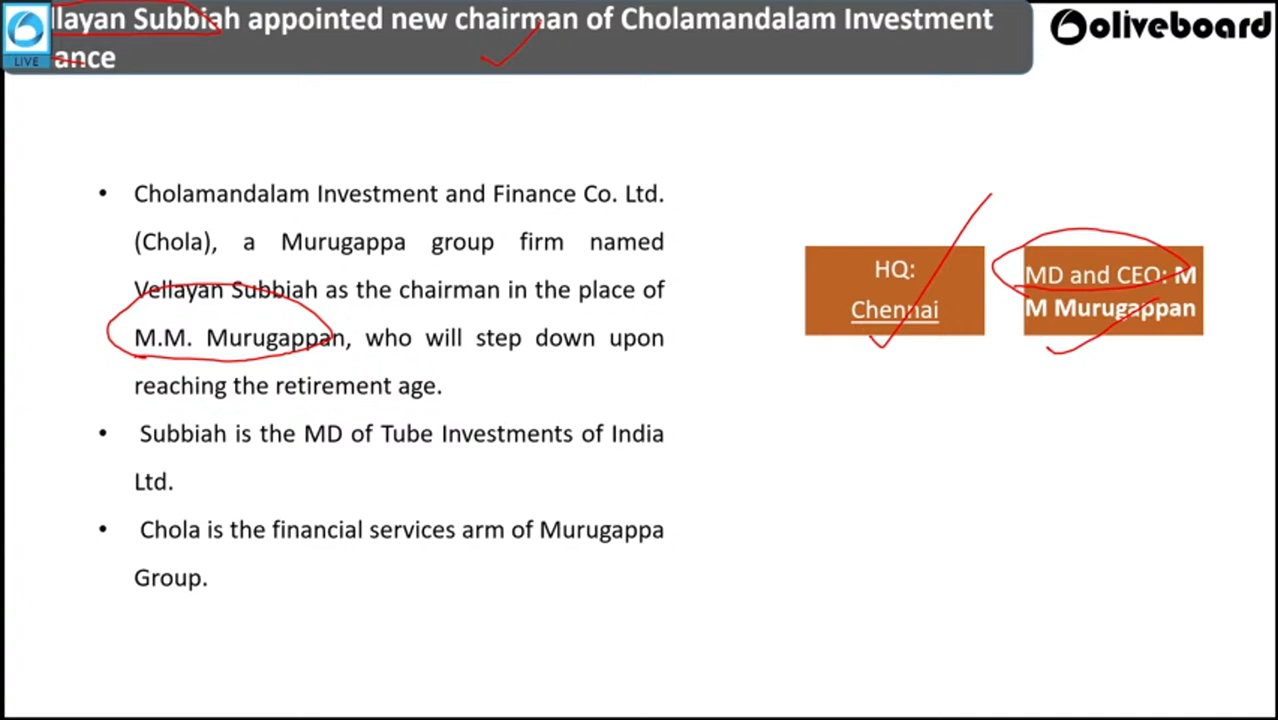 llayan Subbiah appointed new chairman of Cholamandalam Investment
ance
LIVE
oliveboard
• Cholamandalam Investment and Finance Co. Ltd.
(Chola), a Murugappa group firm named
Vellayan Subbiah as the chairman in the place of
M.M. Murugappan, who will step down upon
reaching the retirement age.
• Subbiah is the MD of Tube Investments of India
Ltd.
• Chola is the financial services arm of Murugappa
Group.
HQ:
Chennai
MD and CEO: M
M Murugappan